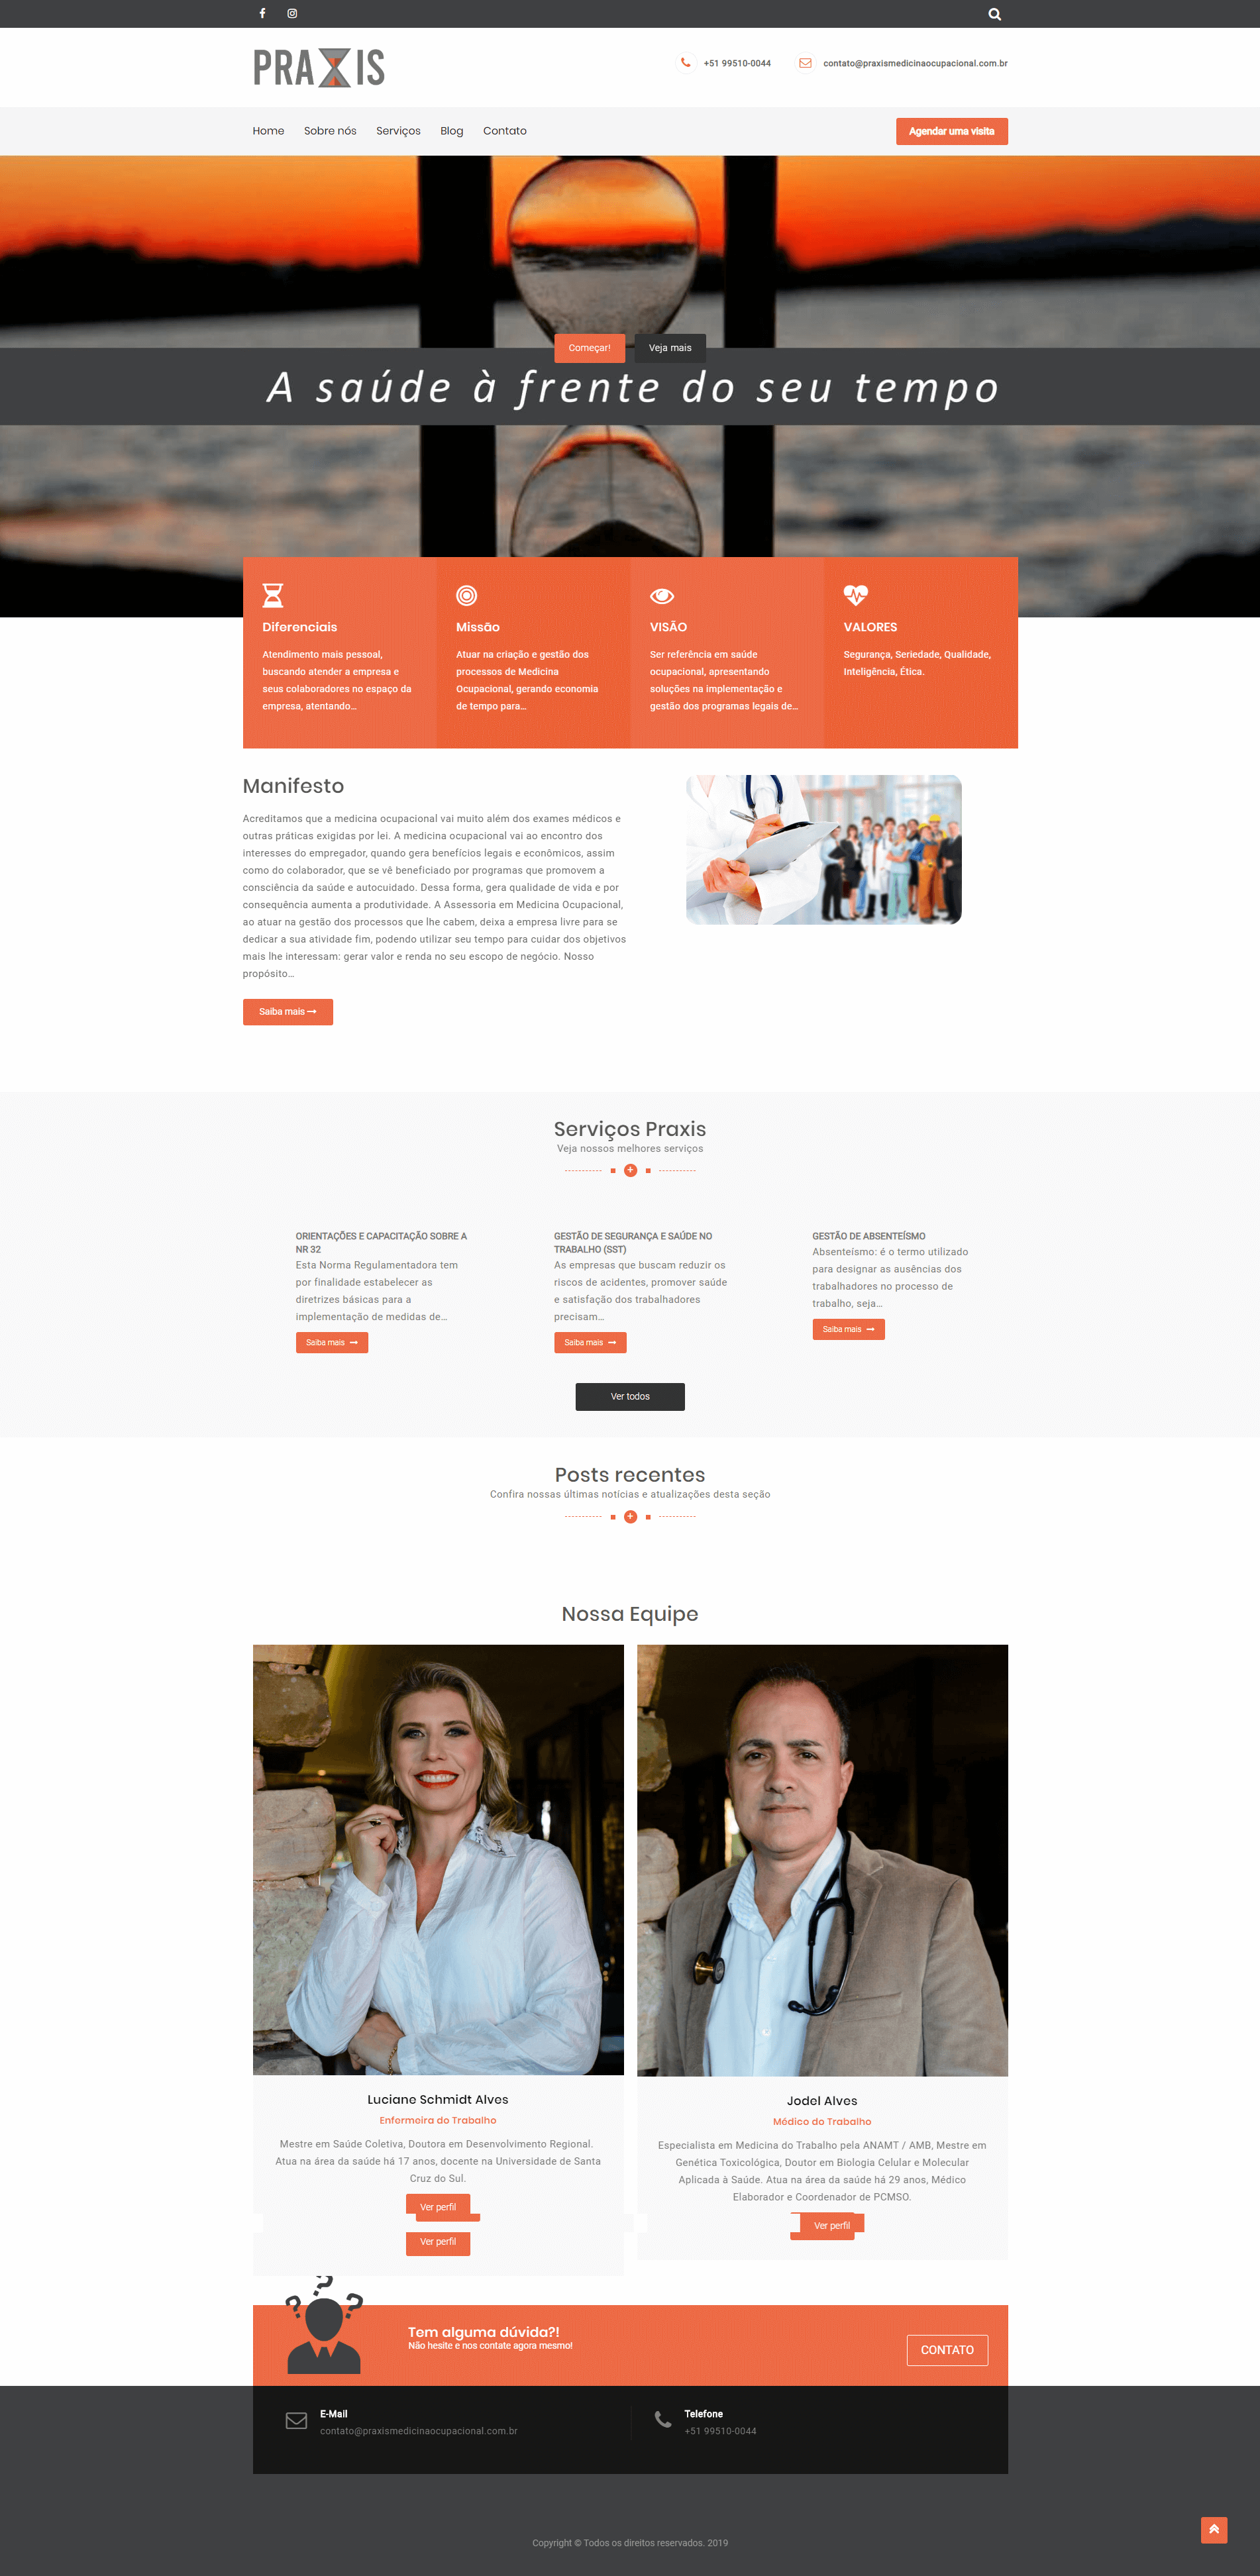 PRAXIS
+51 99510-0044
contato@praxismedicinaocupacional.com.br
Home Sobre nós Serviços Blog Contato
Agendar uma visita
Começar! Veja mais
A saúde à frente do seu tempo
Diferenciais
Atendimento mais pessoal,
buscando atender a empresa e
seus colaboradores no espaço da
empresa, atentando…
Missão
Atuar na criação e gestão dos
processos de Medicina
Ocupacional, gerando economia
de tempo para…
VISÃO
Ser referência em saúde
ocupacional, apresentando
soluções na implementação e
gestão dos programas legais de…
VALORES
Segurança, Seriedade, Qualidade,
Inteligência, Ética.
Manifesto
Acreditamos que a medicina ocupacional vai muito além dos exames médicos e
outras práticas exigidas por lei. A medicina ocupacional vai ao encontro dos
interesses do empregador, quando gera benefícios legais e econômicos, assim
como do colaborador, que se vê beneficiado por programas que promovem a
consciência da saúde e autocuidado. Dessa forma, gera qualidade de vida e por
consequência aumenta a produtividade. A Assessoria em Medicina Ocupacional,
ao atuar na gestão dos processos que lhe cabem, deixa a empresa livre para se
dedicar a sua atividade fim, podendo utilizar seu tempo para cuidar dos objetivos
mais lhe interessam: gerar valor e renda no seu escopo de negócio. Nosso
propósito…
Saiba mais
Serviços Praxis
Veja nossos melhores serviços
ORIENTAÇÕES E CAPACITAÇÃO SOBRE A
NR 32
Esta Norma Regulamentadora tem
por finalidade estabelecer as
diretrizes básicas para a
implementação de medidas de…
Saiba mais
GESTÃO DE SEGURANÇA E SAÚDE NO
TRABALHO (SST)
As empresas que buscam reduzir os
riscos de acidentes, promover saúde
e satisfação dos trabalhadores
precisam…
Saiba mais
GESTÃO DE ABSENTEÍSMO
Absenteísmo: é o termo utilizado
para designar as ausências dos
trabalhadores no processo de
trabalho, seja…
Saiba mais
Ver todos
Posts recentes
Confira nossas últimas notícias e atualizações desta seção
Nossa Equipe
Luciane Schmidt Alves
Enfermeira do Trabalho
Mestre em Saúde Coletiva, Doutora em Desenvolvimento Regional.
Atua na área da saúde há 17 anos, docente na Universidade de Santa
Cruz do Sul.
Ver perfil
Ver perfil
Jodel Alves
Médico do Trabalho
Especialista em Medicina do Trabalho pela ANAMT / AMB, Mestre em
Genética Toxicológica, Doutor em Biologia Celular e Molecular
Aplicada à Saúde. Atua na área da saúde há 29 anos, Médico
Elaborador e Coordenador de PCMSO.
Ver perfil
Tem alguma dúvida?!
Não hesite e nos contate agora mesmo!
CONTATO
E-Mail
contato@praxismedicinaocupacional.com.br
Telefone
+51 99510-0044
Copyright © Todos os direitos reservados. 2019